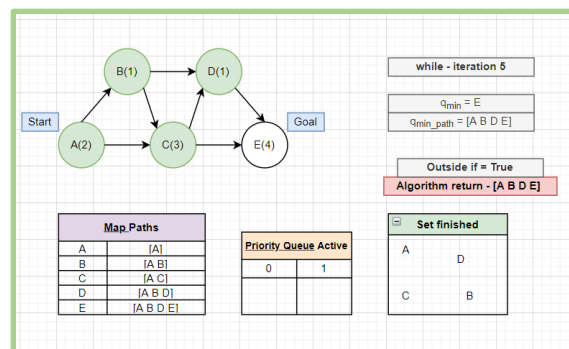 B(1)
D(1)
Start
Goal
A(2)
C(3)
E(4)
while - iteration 5
qmin = E
qmin_path = [A B D E]
Outside if = True
Algorithm return - [A B D E]
Map Paths
A [A]
B [A B]
C [A C]
D [A B D]
E [A B D E]
Priority Queue Active
0 1
Set finished
A
D
C B